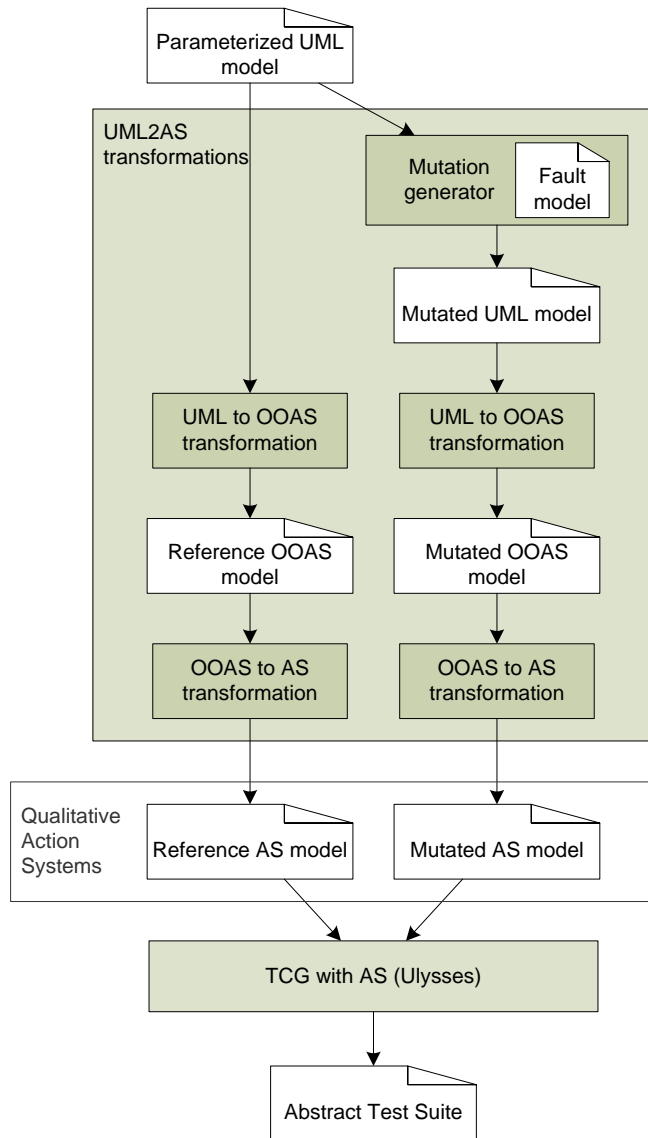 Parameterized UML
model
UML2AS
transformations
Mutation
generator
Fault
model
Mutated UML model
UML to OOAS
transformation
UML to OOAS
transformation
Reference OOAS
model
Mutated OOAS
model
OOAS to AS
transformation
OOAS to AS
transformation
Qualitative
Action
Systems
Reference AS model
Mutated AS model
TCG with AS (Ulysses)
Abstract Test Suite